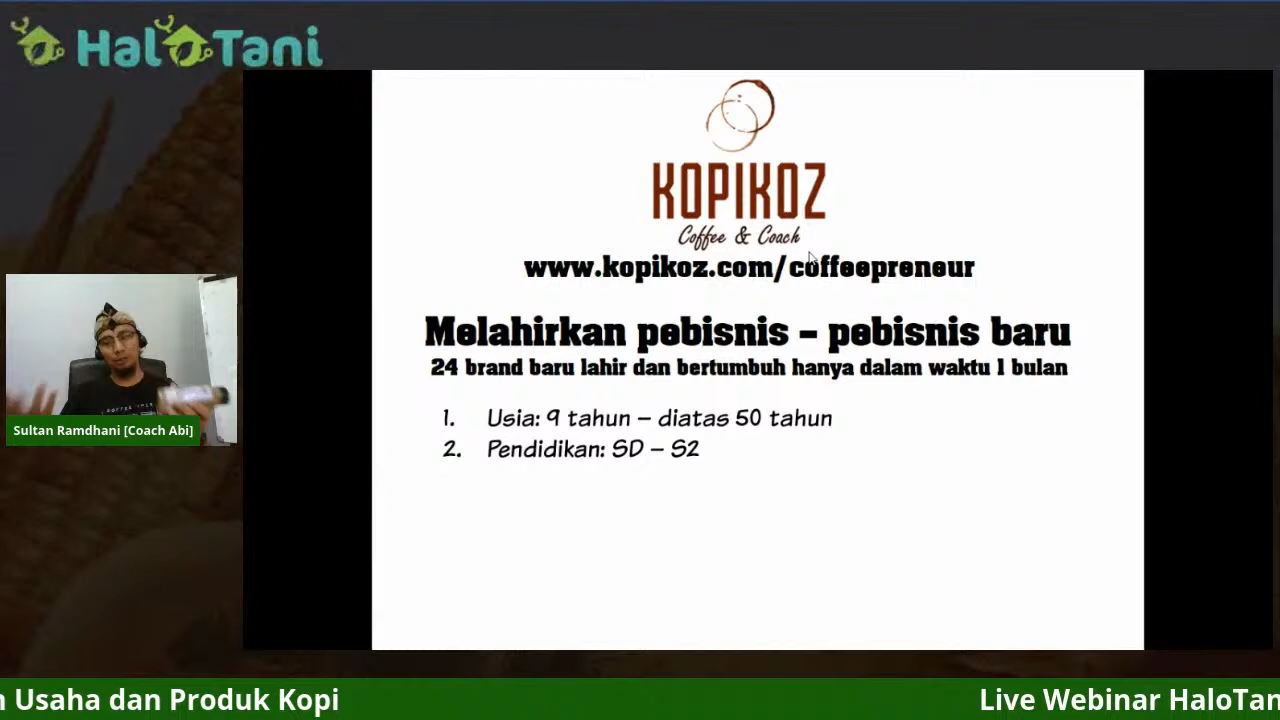 HaloTani
KOPIKOZ
Coffee & Coach
www.kopikoz.com/coffeepreneur
Melahirkan pebisnis - pebisnis baru
24 brand baru lahir dan bertumbuh hanya dalam waktu 1 bulan
1. Usia: 9 tahun – diatas 50 tahun
2. Pendidikan: SD – S2
Sultan Ramdhani [Coach Abi]
n Usaha dan Produk Kopi
Live Webinar HaloTan